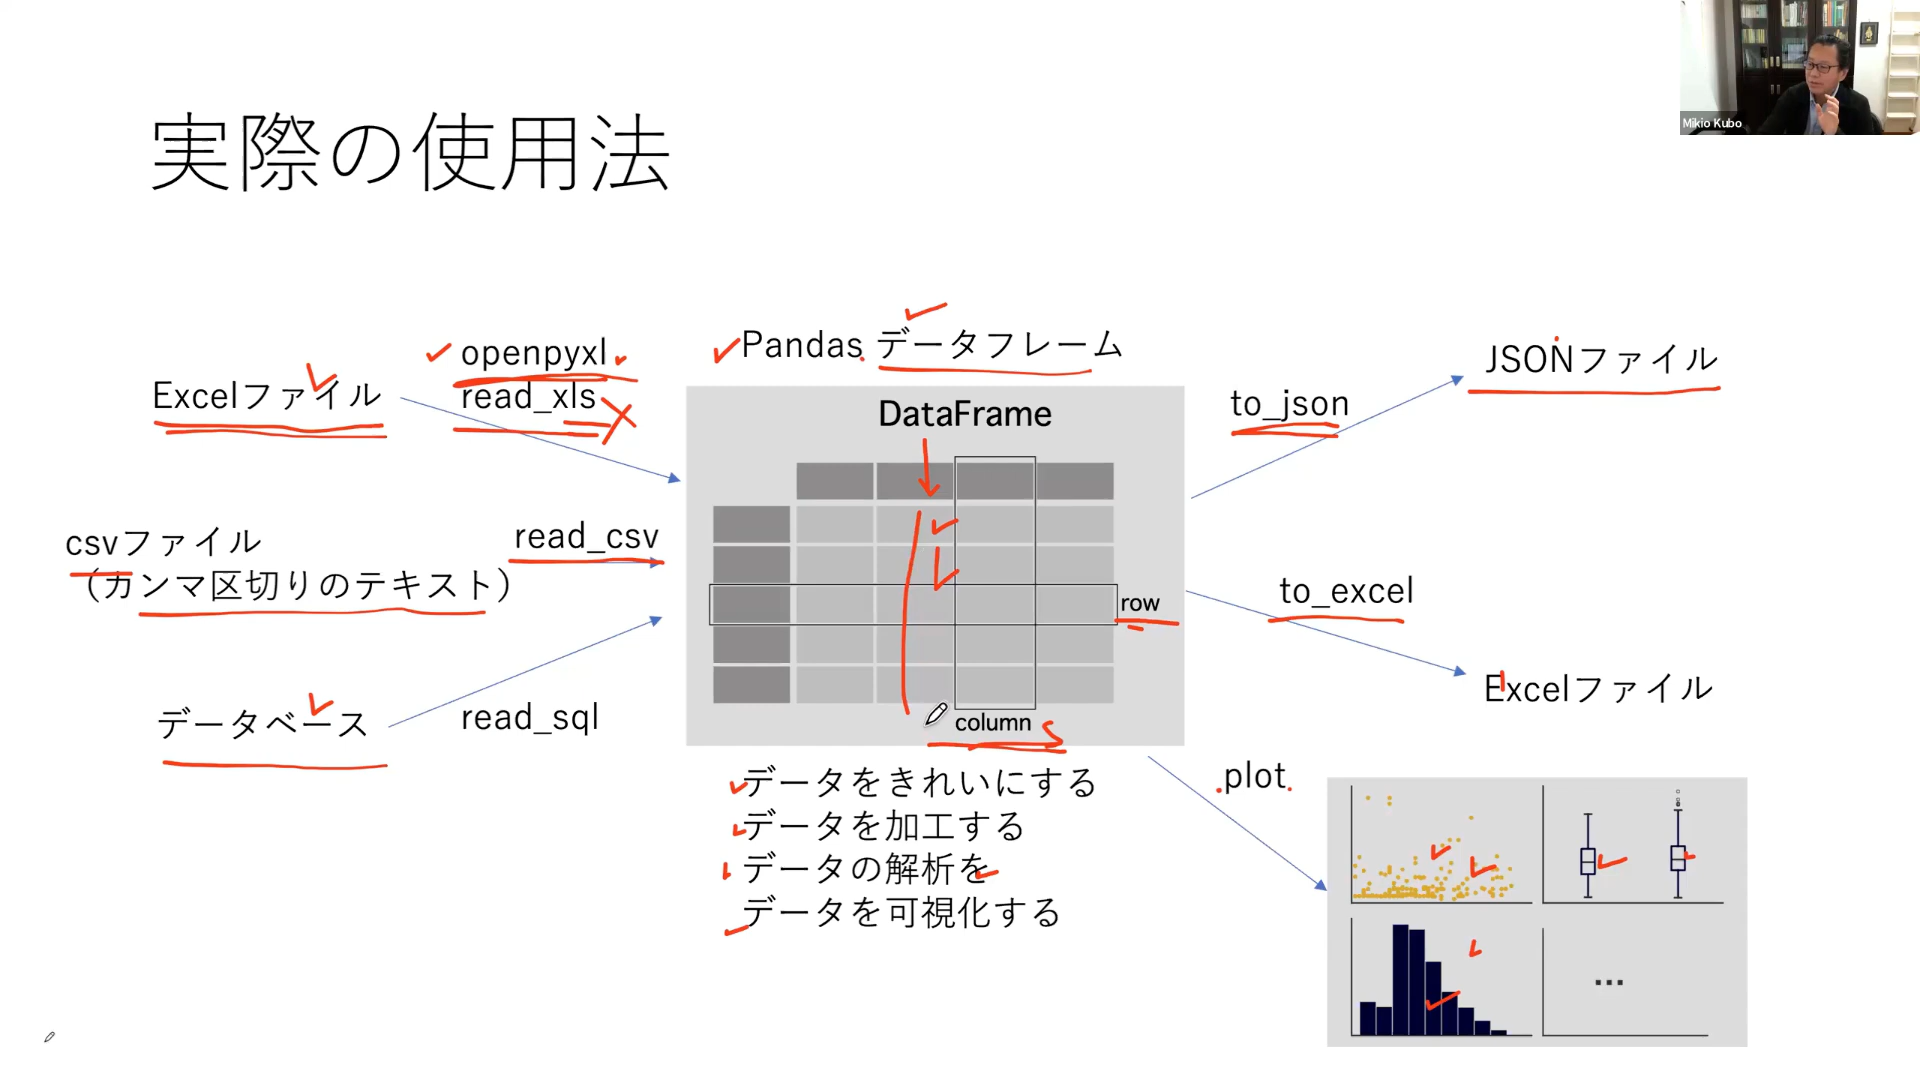 Mikio Kubo
実際の使用法
Excelファイル
openpyxl
read_xls
csvファイル
（カンマ区切りのテキスト）
read_csv
データベース
read_sql
Pandas データフレーム
DataFrame
row
column s
データをきれいにする
データを加工する
データの解析を
データを可視化する
to_json
JSONファイル
to_excel
Excelファイル
.plot
...